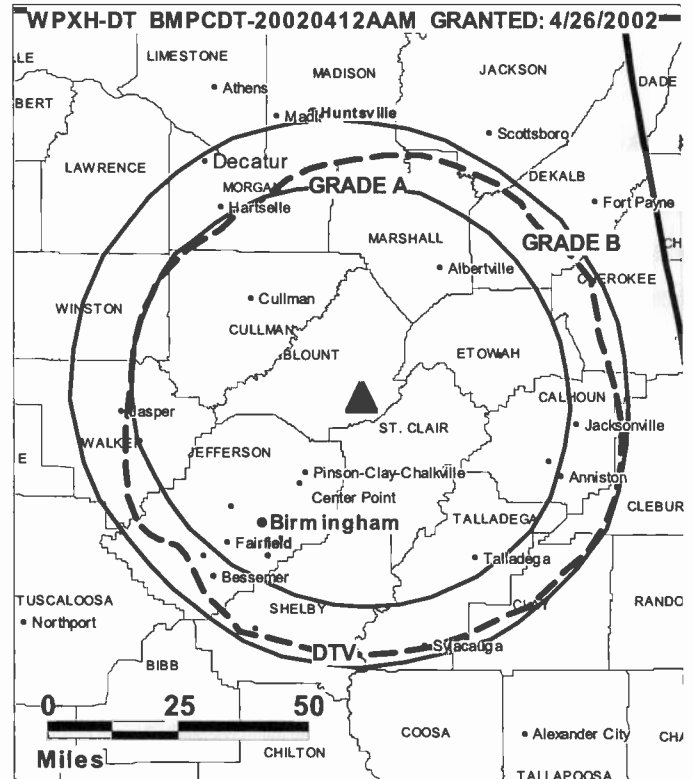 WPXH-DT BMPCDT-20020412AAM GRANTED: 4/26/2002
LIMESTONE
MADISON
JACKSON
DADE
Athens
Huntsville
Scottsboro
LAWRENCE
Decatur
MORGAN
GRADE A
DEKALB
Hartselle
Fort Payne
MARSHALL
GRADE B
Albertville
CHEROKEE
WINSTON
Cullman
CULLMAN
BLOUNT
ETOWAH
Jasper
CALHOUN
ST. CLAIR
Jacksonville
WALKER
JEFFERSON
Pinson-Clay-Chalkville
Anniston
Center Point
Birmingham
TALLADEGA
CLEBUR
Fairfield
Talladega
Bessemer
TUSCALOOSA
SHELBY
CLAY
RANDO
Northport
DTV
Sylacauga
BIBB
0 25 50
Miles
COOSA
Alexander City
CHILTON
TALLAPOOSA